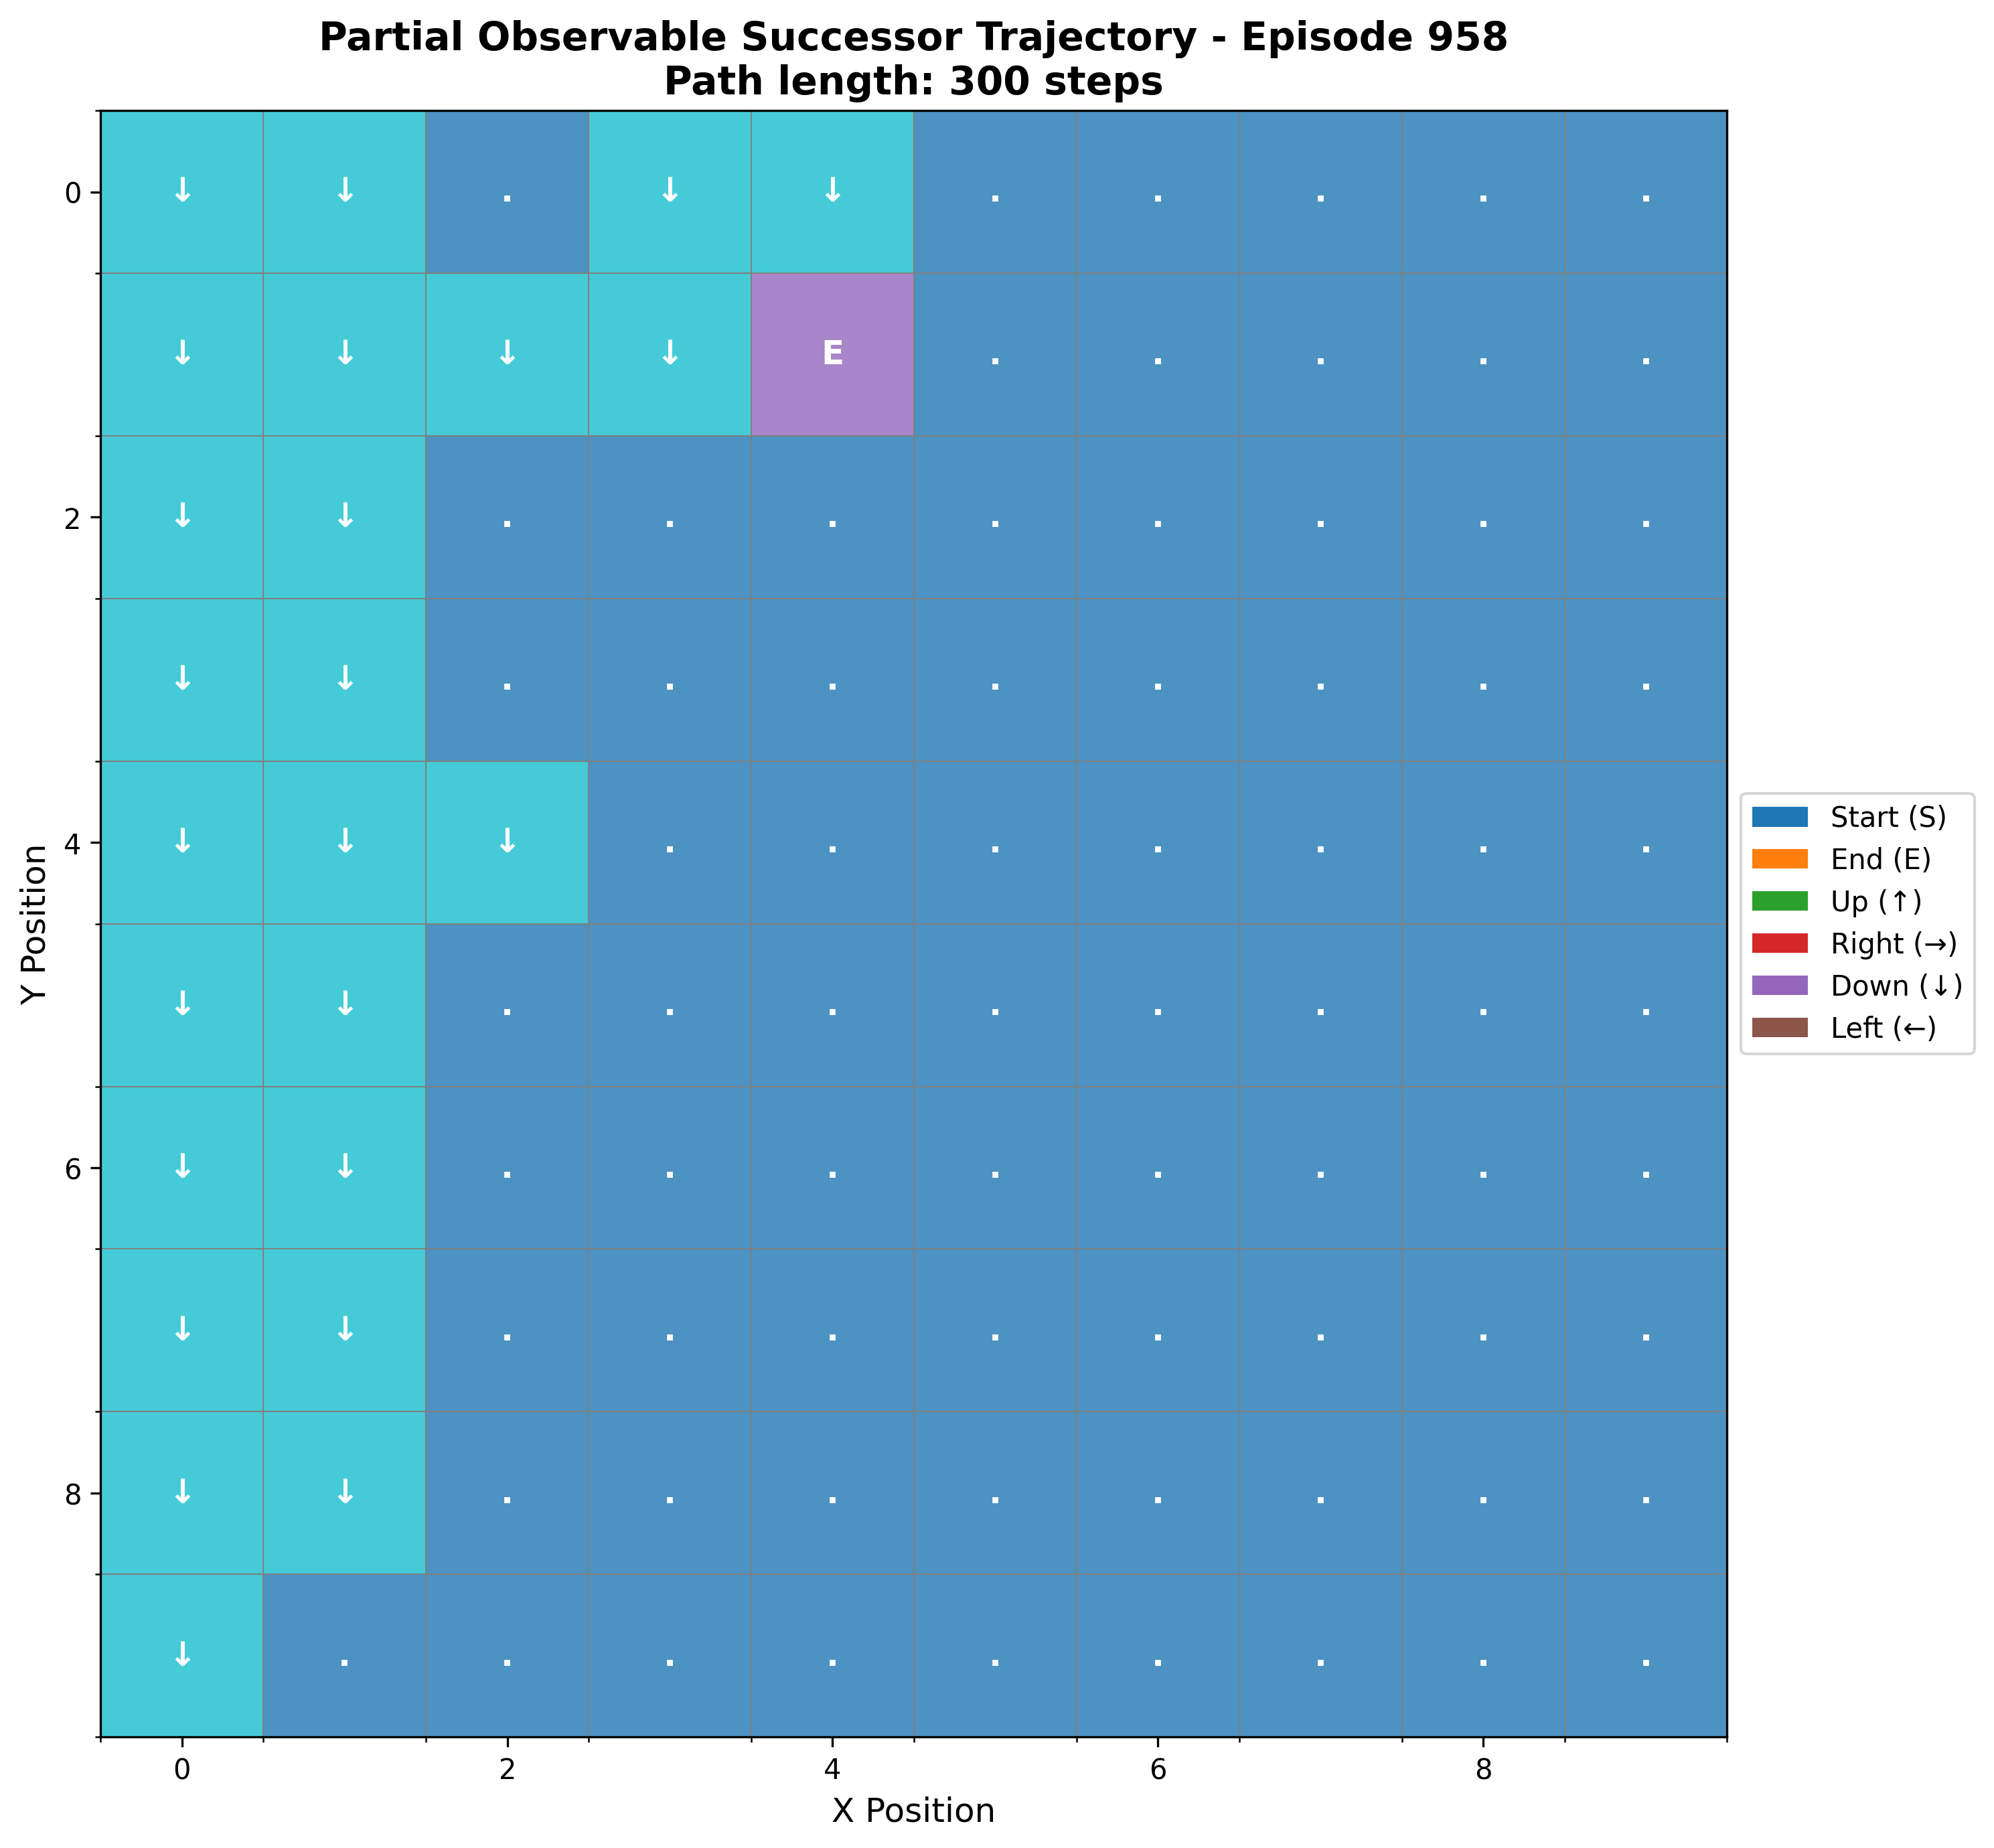 Partial Observable Successor Trajectory - Episode 958
Path length: 300 steps
0 ↓ ↓ . ↓ ↓ . . . . .
↓ ↓ ↓ ↓ E . . . . .
2 ↓ ↓ . . . . . . . .
↓ ↓ . . . . . . . .
4 ↓ ↓ ↓ . . . . . . .
↓ ↓ . . . . . . . .
6 ↓ ↓ . . . . . . . .
↓ ↓ . . . . . . . .
8 ↓ ↓ . . . . . . . .
↓ . . . . . . . . .
0 2 4 6 8
X Position
Y Position
Start (S)
End (E)
Up (↑)
Right (→)
Down (↓)
Left (←)